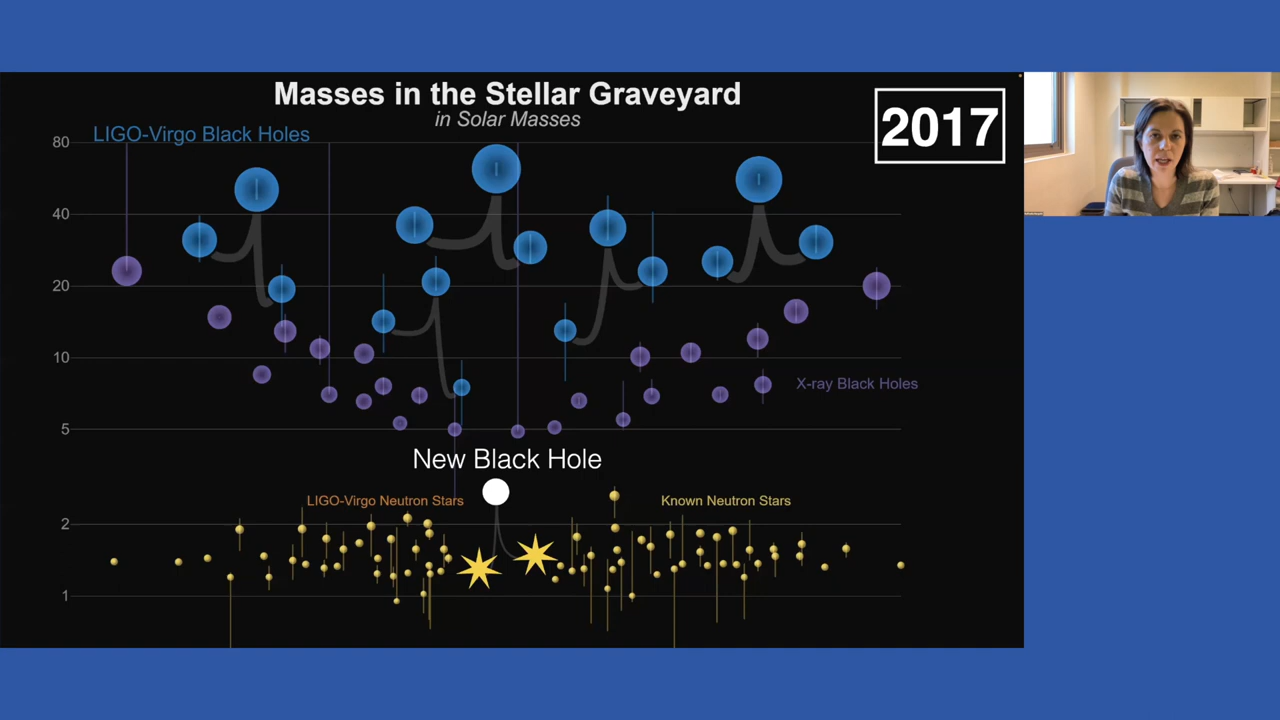 Masses in the Stellar Graveyard
in Solar Masses
2017
LIGO-Virgo Black Holes
80
40
20
10
X-ray Black Holes
5
New Black Hole
LIGO-Virgo Neutron Stars
Known Neutron Stars
2
1